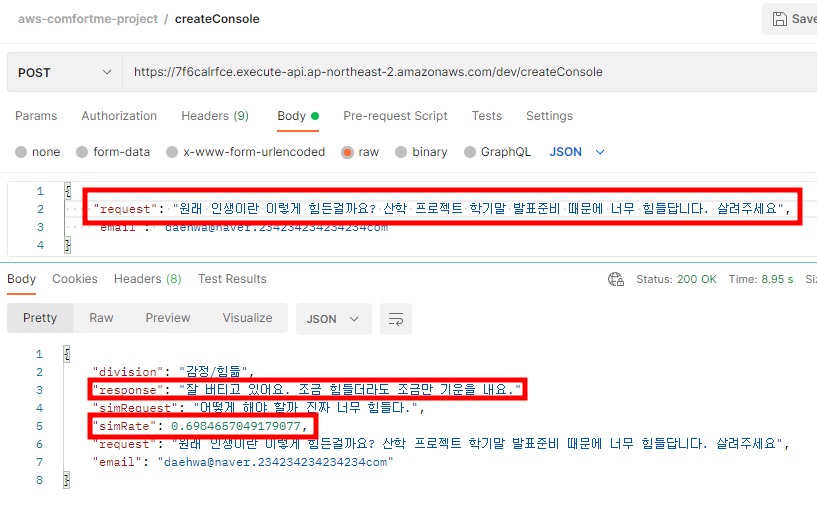 aws-comfortme-project / createConsole
Save
POST https://7f6calrfce.execute-api.ap-northeast-2.amazonaws.com/dev/createConsole
Params Authorization Headers (9) Body Pre-request Script Tests Settings
none form-data x-www-form-urlencoded raw binary GraphQL JSON
1 {
2 "request": "원래 인생이란 이렇게 힘든걸까요? 산학 프로젝트 학기말 발표준비 때문에 너무 힘들답니다. 살려주세요",
3 "email": "daehwa@naver.234234234234234com"
4 }
Body Cookies Headers (8) Test Results Status: 200 OK Time: 8.95 s Siz
Pretty Raw Preview Visualize JSON
1 {
2 "division": "감정/힘듦",
3 "response": "잘 버티고 있어요. 조금 힘들더라도 조금만 기운을 내요."
4 "simRequest": "어떻게 해야 할까 진짜 너무 힘들다.",
5 "simRate": 0.6984657049179077,
6 "request": "원래 인생이란 이렇게 힘든걸까요? 산학 프로젝트 학기말 발표준비 때문에 너무 힘들답니다. 살려주세요",
7 "email": "daehwa@naver.234234234234234com"
8 }